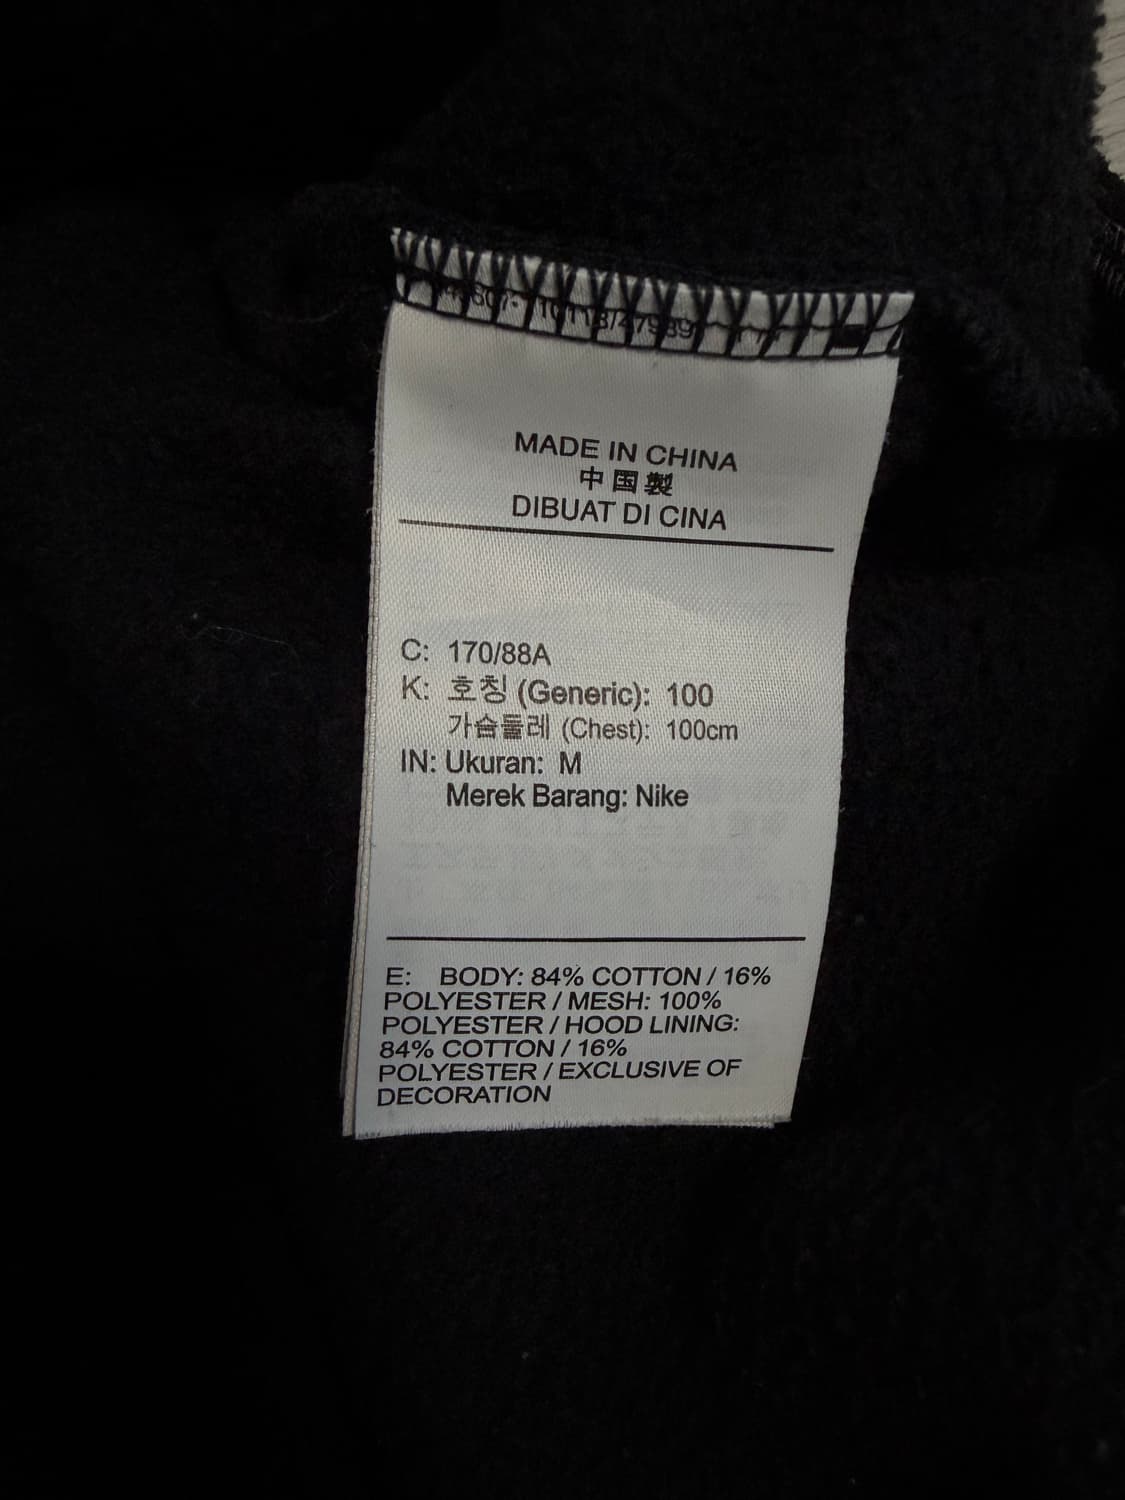 MADE IN CHINA
中国製
DIBUAT DI CINA
C: 170/88A
K: 호칭 (Generic): 100
가슴둘레 (Chest): 100cm
IN: Ukuran: M
Merek Barang: Nike
E: BODY: 84% COTTON / 16%
POLYESTER / MESH: 100%
POLYESTER / HOOD LINING:
84% COTTON / 16%
POLYESTER / EXCLUSIVE OF
DECORATION